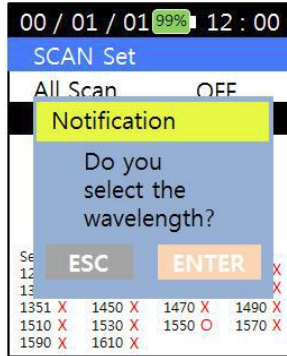 00 / 01 / 01 99% 12 : 00
SCAN Set
All Scan OFF
Notification
Do you
select the
wavelength?
ESC ENTER
X
1351 X 1450 X 1470 X 1490 X
1510 X 1530 X 1550 O 1570 X
1590 X 1610 X